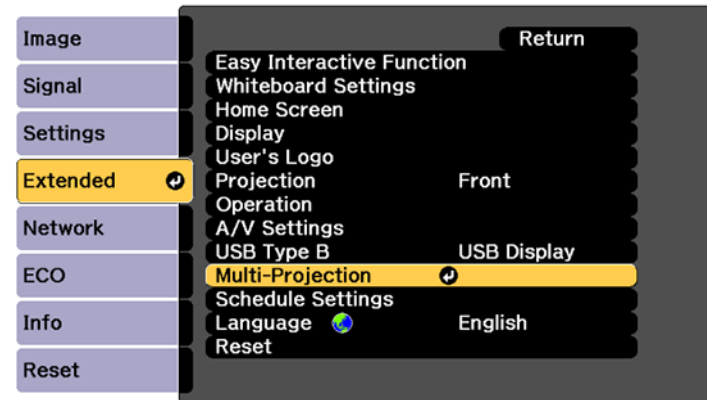 Image
Signal
Settings
Extended
Network
ECO
Info
Reset
Return
Easy Interactive Function
Whiteboard Settings
Home Screen
Display
User's Logo
Projection Front
Operation
A/V Settings
USB Type B USB Display
Multi-Projection
Schedule Settings
Language English
Reset